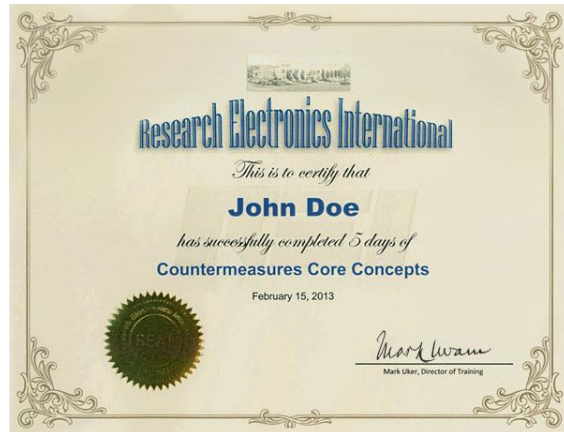 Research Electronics International
This is to certify that
John Doe
has successfully completed 5 days of
Countermeasures Core Concepts
February 15, 2013
SEAL
Mark Uker, Director of Training